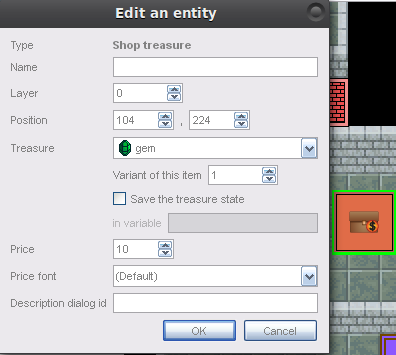 Edit an entity
Type Shop treasure
Name
Layer 0
Position 104 , 224
Treasure gem
Variant of this item 1
Save the treasure state
in variable
Price 10
Price font (Default)
Description dialog id
OK Cancel
$